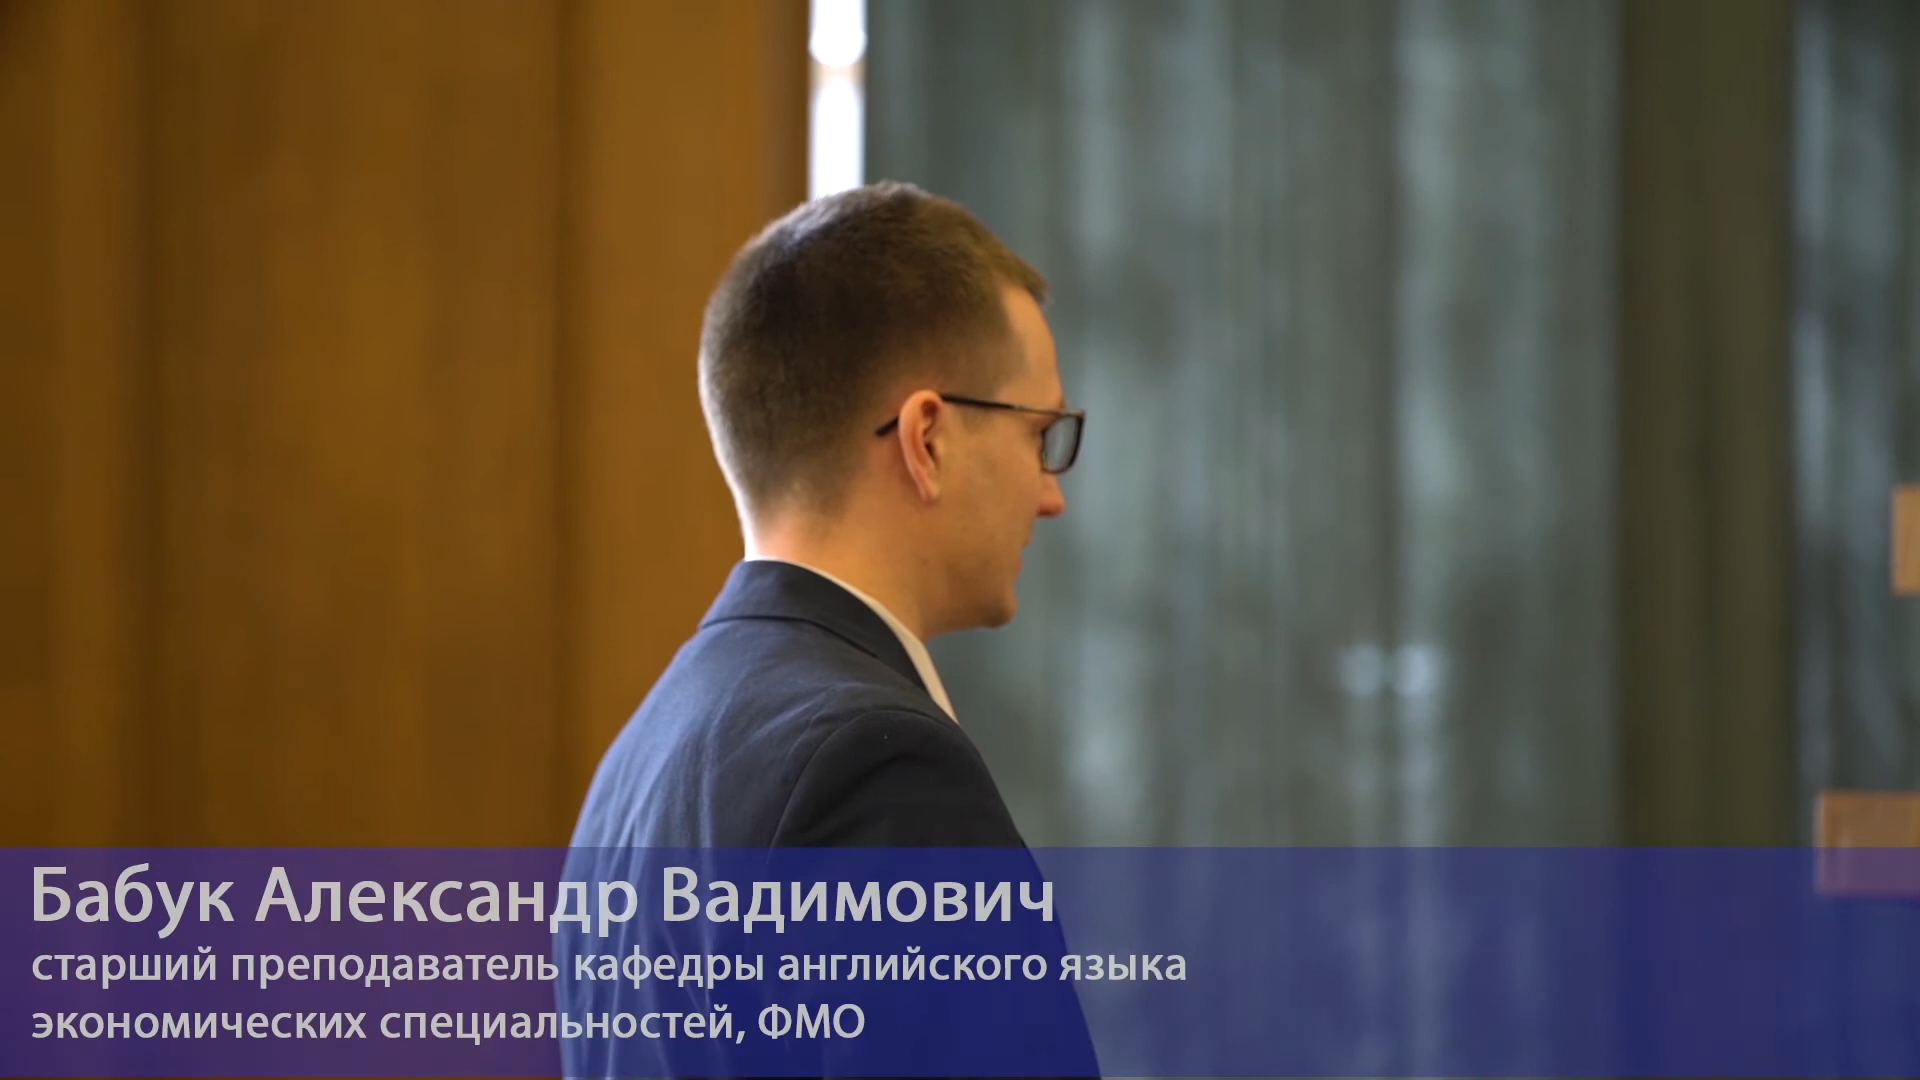 Бабук Александр Вадимович
старший преподаватель кафедры английского языка
экономических специальностей, ФМО